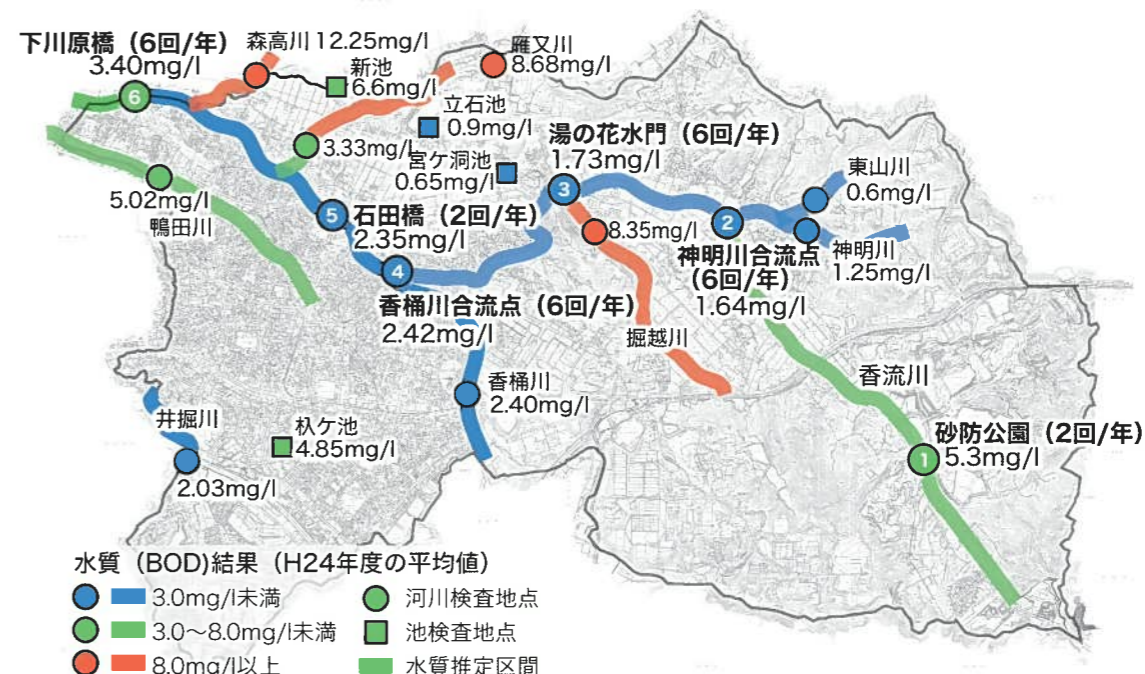 下川原橋（6回/年）
3.40mg/l
森高川 12.25mg/l
新池
6.6mg/l
雁又川
8.68mg/l
立石池
0.9mg/l
3.33mg/l
宮ケ洞池
0.65mg/l
湯の花水門（6回/年）
1.73mg/l
東山川
0.6mg/l
神明川
1.25mg/l
6
5
4
3
2
1
5.02mg/l
鴨田川
石田橋（2回/年）
2.35mg/l
8.35mg/l
神明川合流点
（6回/年）
1.64mg/l
香桶川合流点（6回/年）
2.42mg/l
掘越川
香流川
香桶川
2.40mg/l
井掘川
2.03mg/l
杁ケ池
4.85mg/l
砂防公園（2回/年）
5.3mg/l
水質（BOD)結果（H24年度の平均値）
3.0mg/l未満
河川検査地点
3.0〜8.0mg/l未満
池検査地点
8.0mg/l以上
水質推定区間